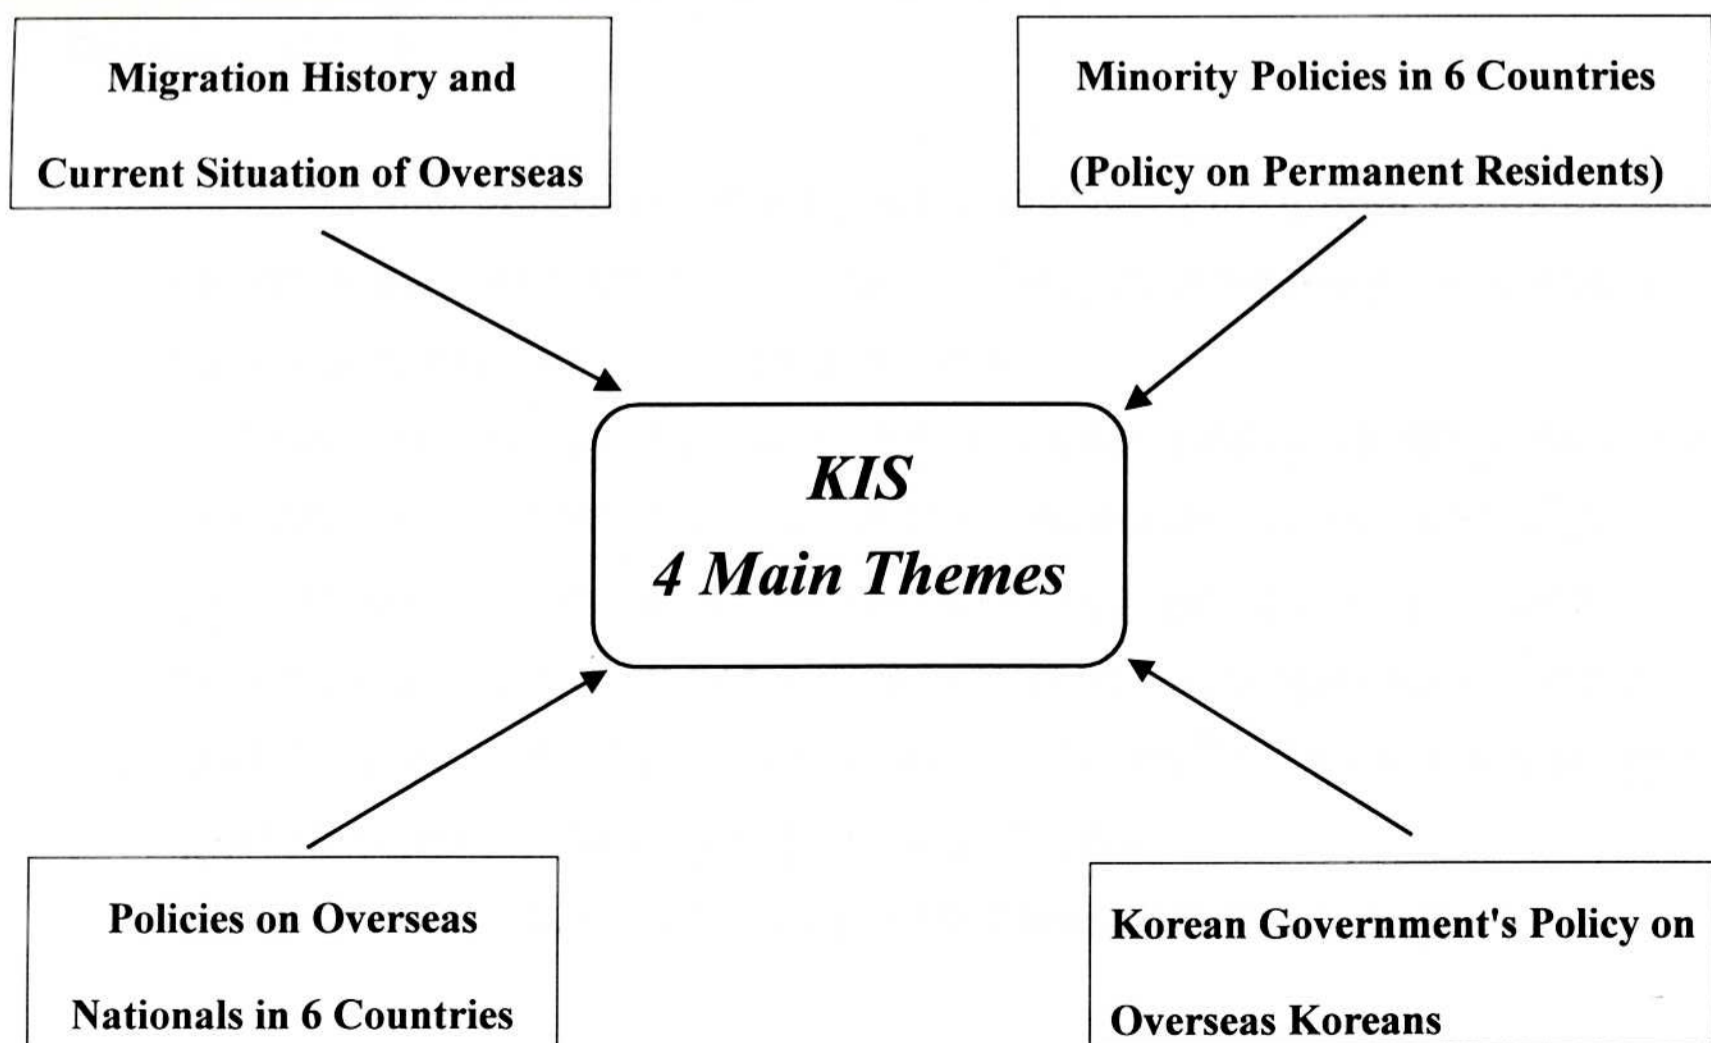 Migration History and
Current Situation of Overseas
Minority Policies in 6 Countries
(Policy on Permanent Residents)
KIS
4 Main Themes
Policies on Overseas
Nationals in 6 Countries
Korean Government's Policy on
Overseas Koreans